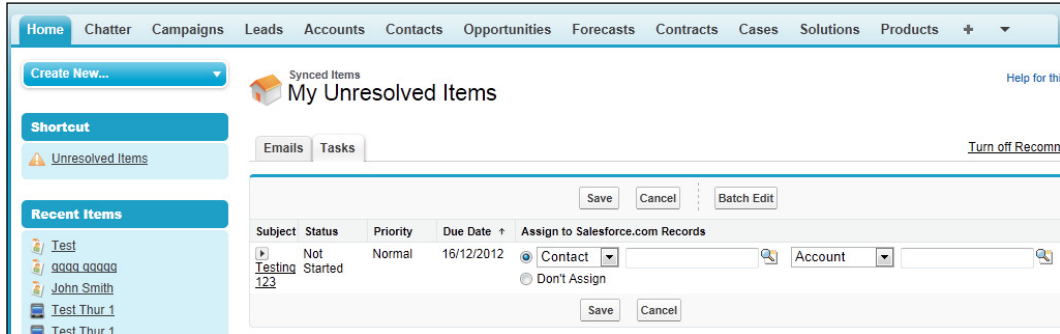 Home Chatter Campaigns Leads Accounts Contacts Opportunities Forecasts Contracts Cases Solutions Products +
Create New...
Synced Items
My Unresolved Items
Help for thi
Shortcut
Unresolved Items
Emails Tasks
Turn off Recomm
Save Cancel Batch Edit
Recent Items
Test
qqqq qqqqq
John Smith
Test Thur 1
Test Thur 1
Subject Status Priority Due Date ↑ Assign to Salesforce.com Records
Testing 123
Not Started
Normal
16/12/2012
Contact
Account
Don't Assign
Save Cancel